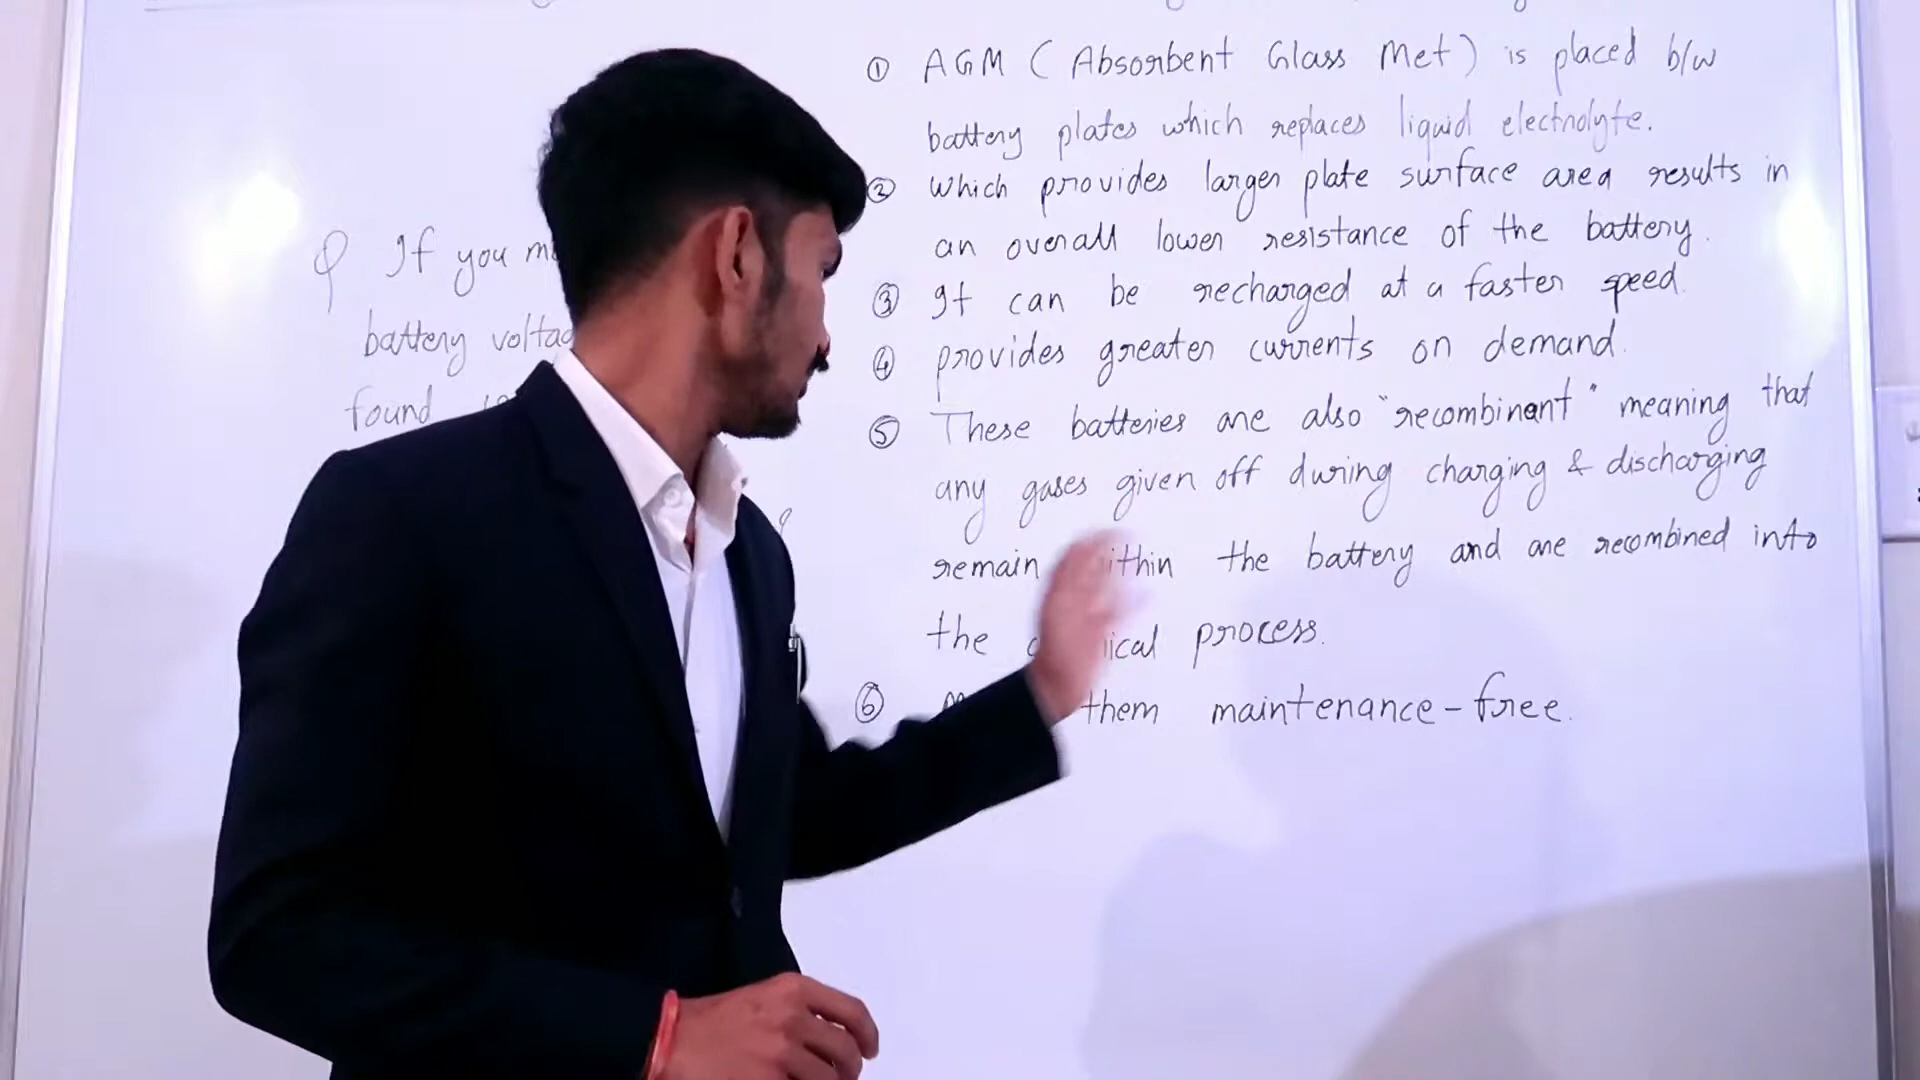 Q If you
battery
found
① AGM ( Absorbent Glass Met ) is placed b/w
battery plates which replaces liquid electrolyte.
② Which provides larger plate surface area results in
an overall lower resistance of the battery.
③ It can be recharged at a faster speed.
④ provides greater currents on demand.
⑤ These batteries are also "recombinant" meaning that
any gases given off during charging & discharging
remain the battery and are recombined into
the process.
⑥ them maintenance-free.